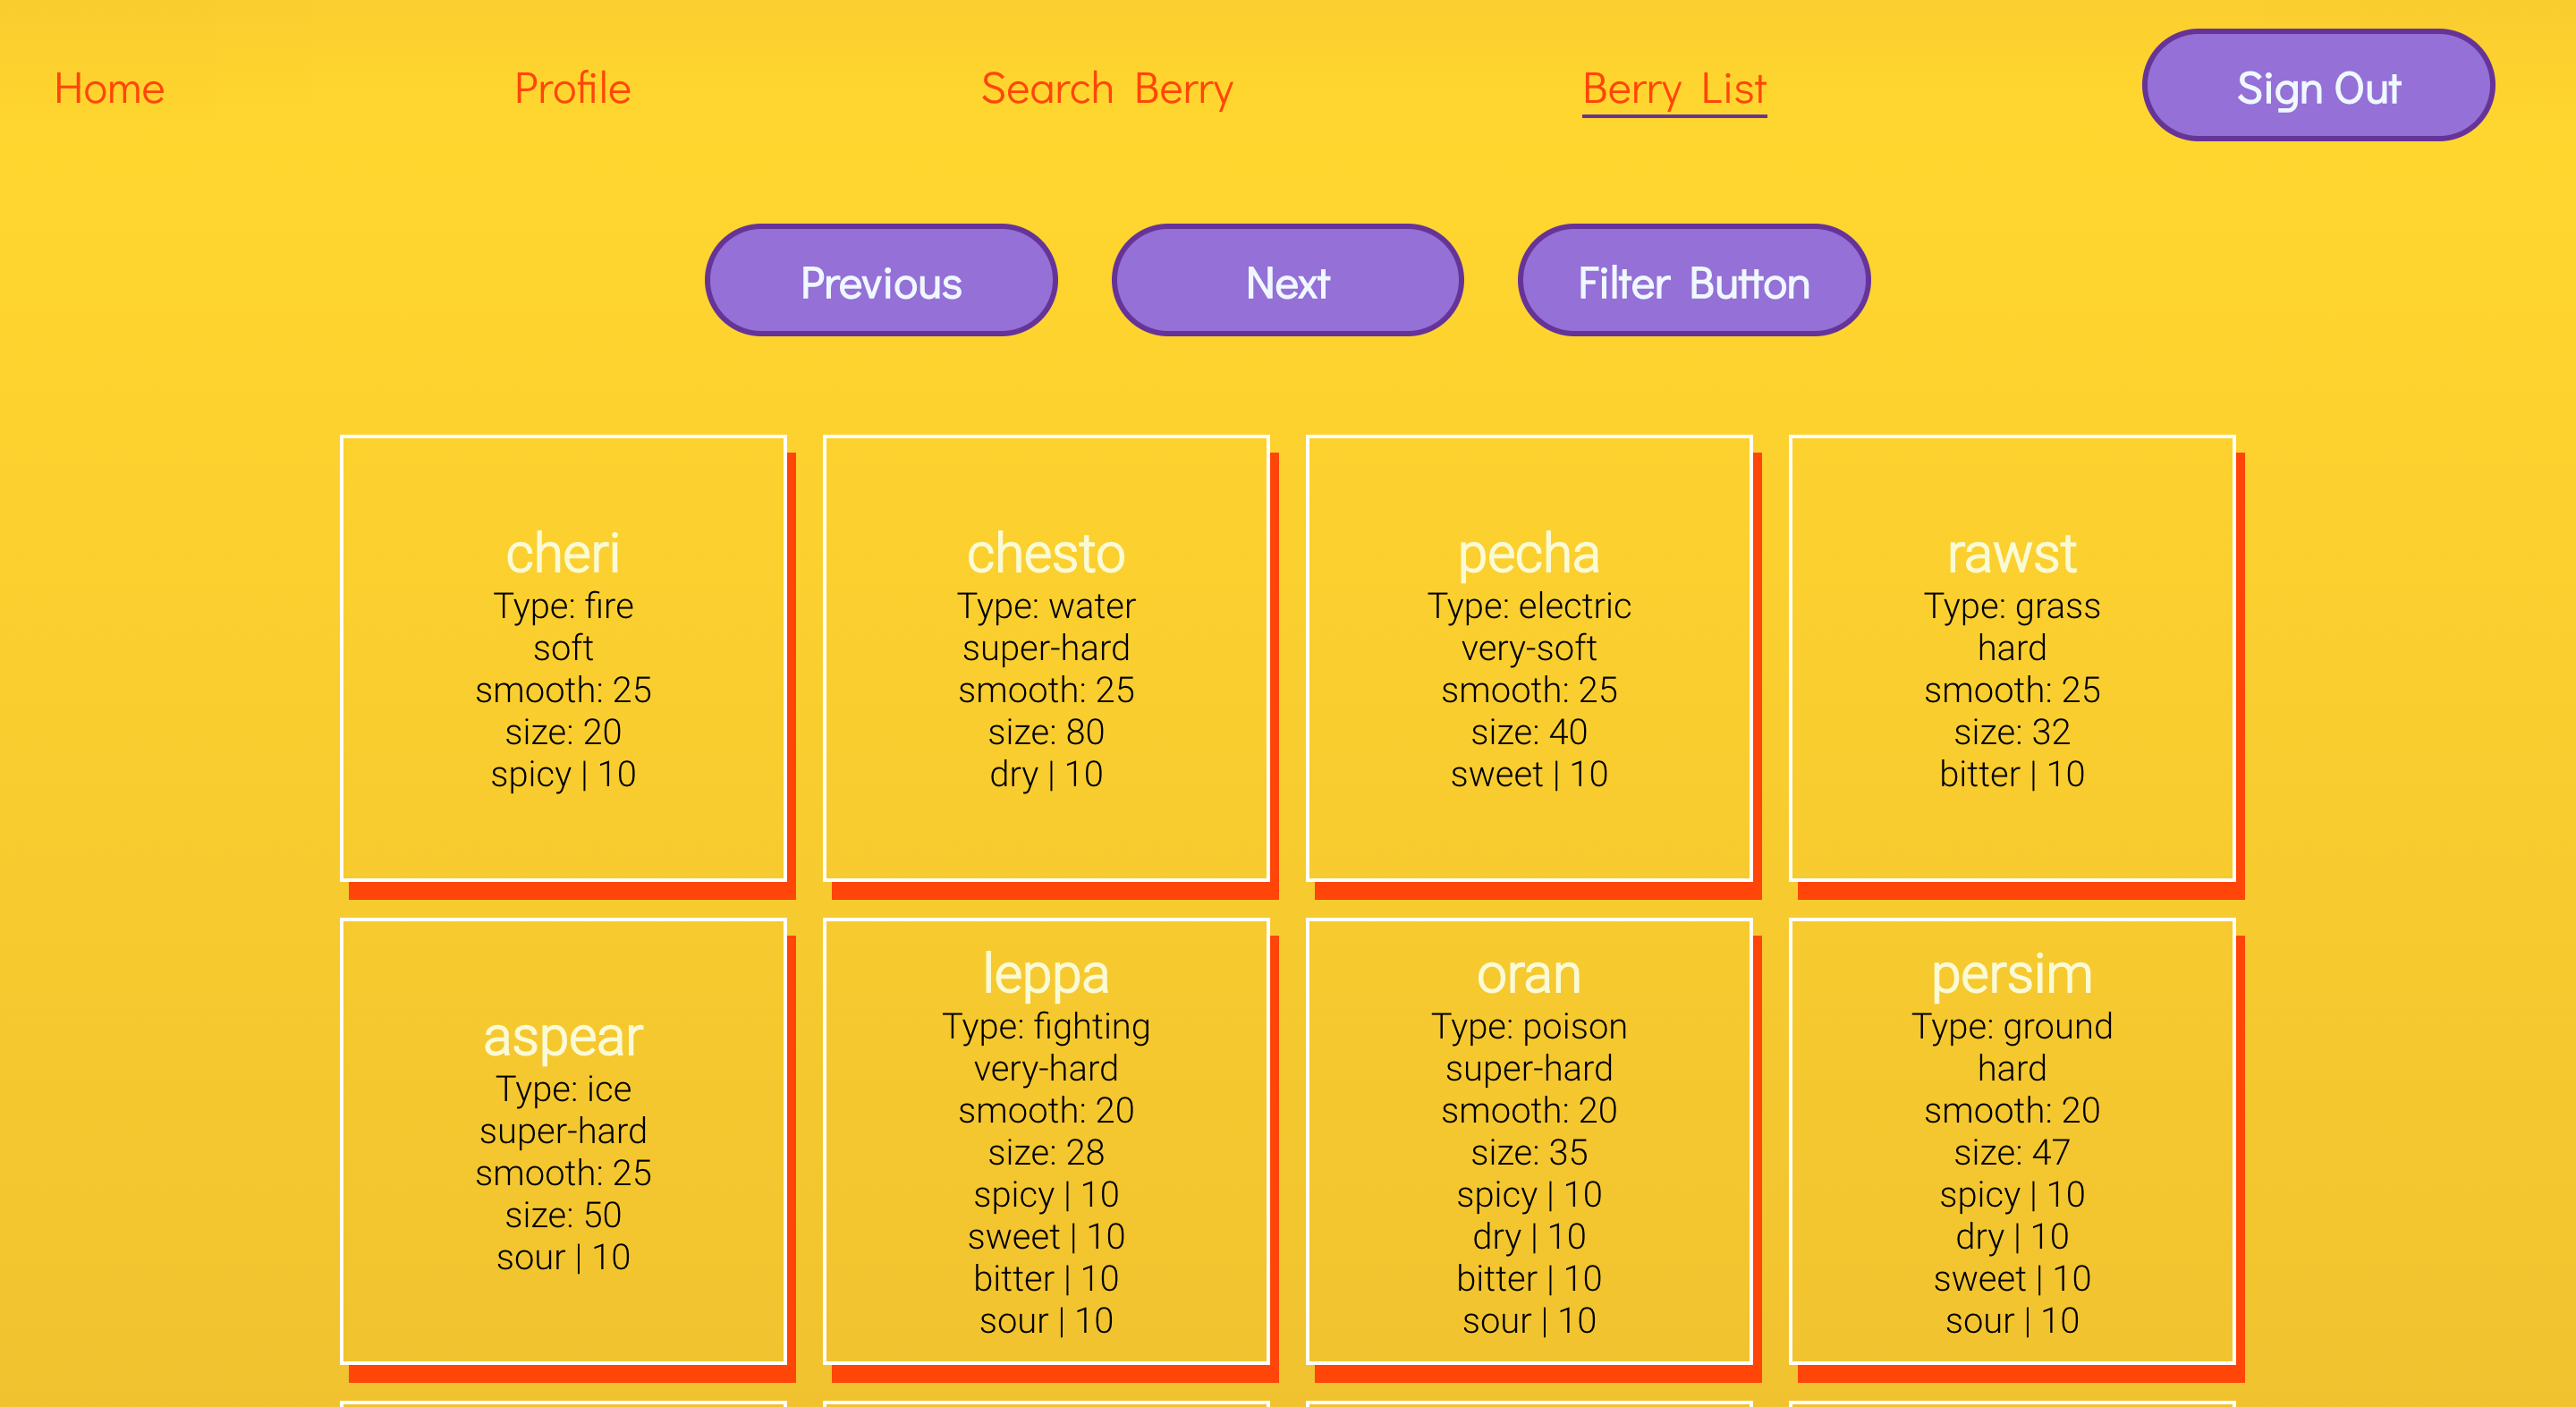 Home
Profile
Search Berry
Berry List
Sign Out
Previous
Next
Filter Button
cheri
Type: fire
soft
smooth: 25
size: 20
spicy | 10
chesto
Type: water
super-hard
smooth: 25
size: 80
dry | 10
pecha
Type: electric
very-soft
smooth: 25
size: 40
sweet | 10
rawst
Type: grass
hard
smooth: 25
size: 32
bitter | 10
aspear
Type: ice
super-hard
smooth: 25
size: 50
sour | 10
leppa
Type: fighting
very-hard
smooth: 20
size: 28
spicy | 10
sweet | 10
bitter | 10
sour | 10
oran
Type: poison
super-hard
smooth: 20
size: 35
spicy | 10
dry | 10
bitter | 10
sour | 10
persim
Type: ground
hard
smooth: 20
size: 47
spicy | 10
dry | 10
sweet | 10
sour | 10